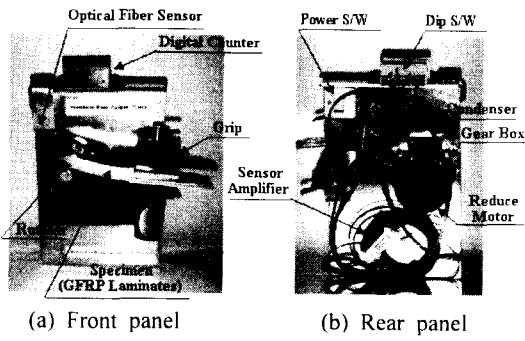 Optical Fiber Sensor
Digital Counter
Grip
Specimen
(GFRP Laminates)
(a) Front panel
Power S/W
Dip S/W
Condenser
Gear Box
Sensor
Amplifier
Reduce
Motor
(b) Rear panel